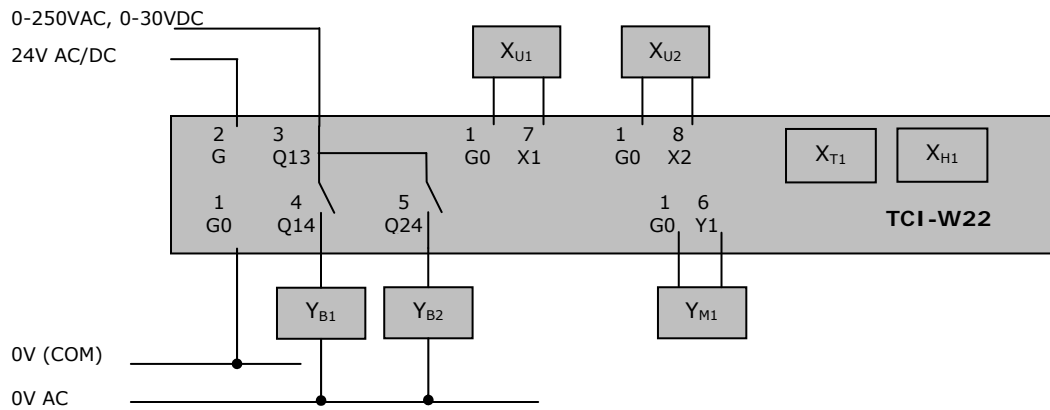 0-250VAC, 0-30VDC
24V AC/DC
XU1
XU2
2 3 1 7 1 8
G Q13 G0 X1 G0 X2
XT1
XH1
1 4 5 1 6
G0 Q14 Q24 G0 Y1
TCI-W22
YB1
YB2
YM1
0V (COM)
0V AC